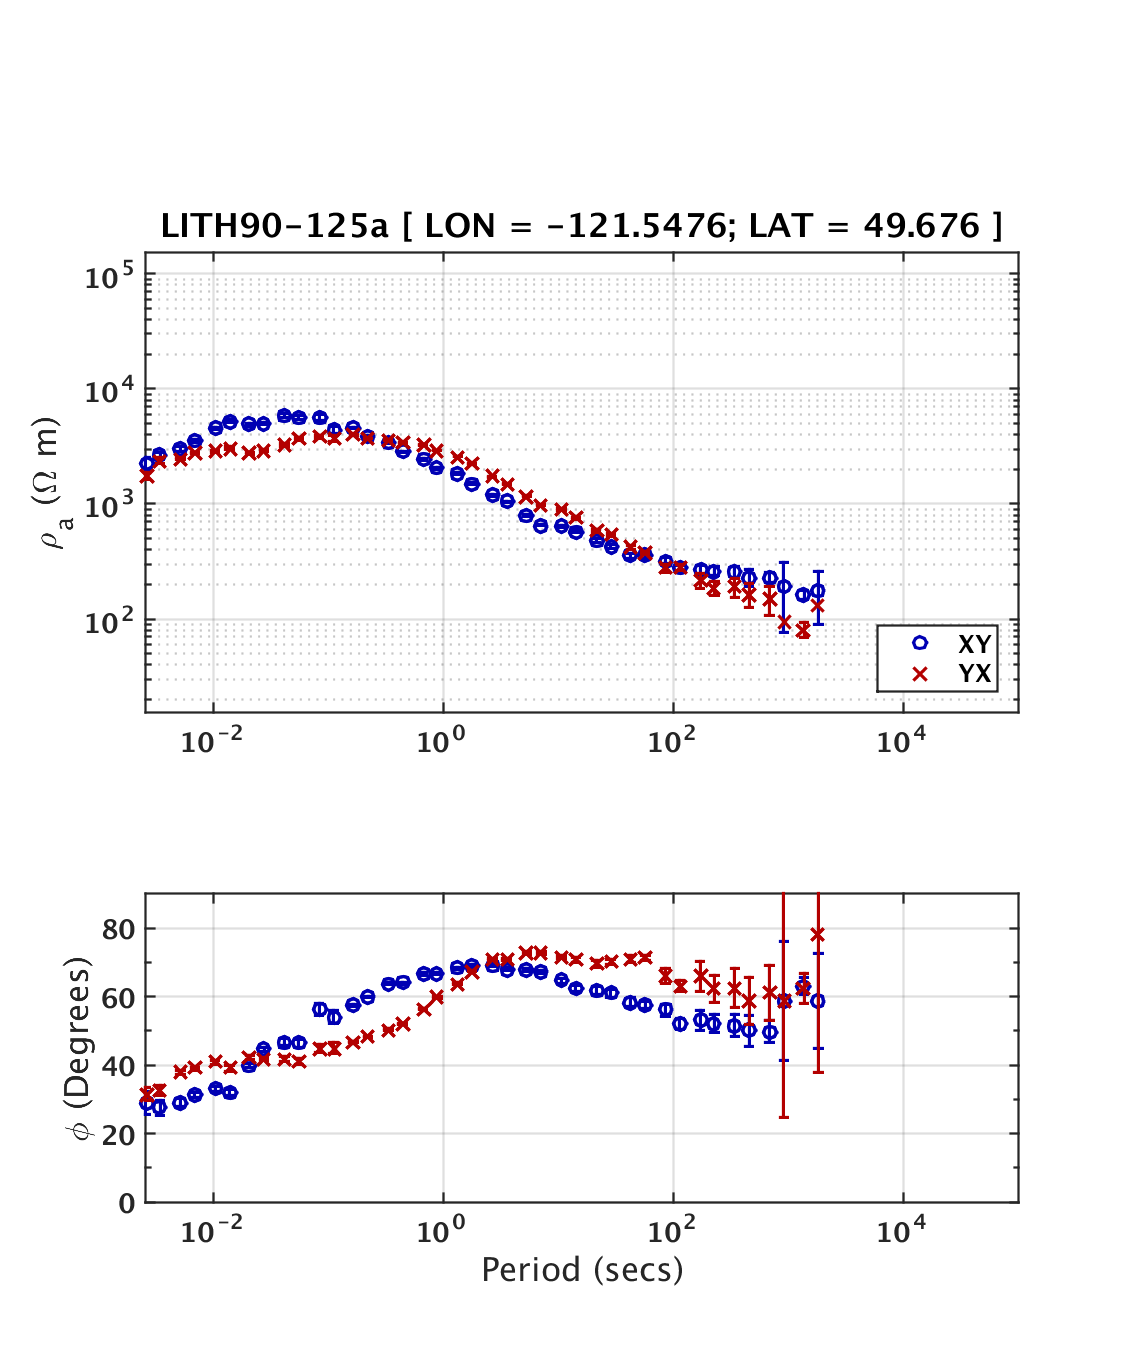 LITH90-125a [ LON = -121.5476; LAT = 49.676 ]
10^5
10^4
10^3
10^2
ρ_a (Ω m)
XY
YX
10^-2 10^0 10^2 10^4
80
60
40
20
0
ϕ (Degrees)
10^-2 10^0 10^2 10^4
Period (secs)